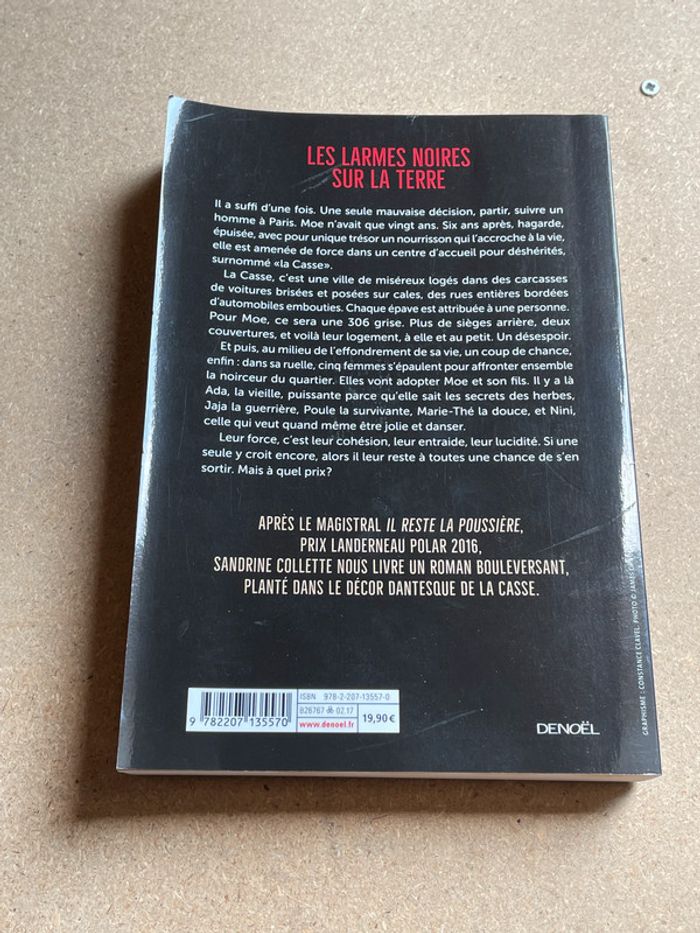 LES LARMES NOIRES
SUR LA TERRE
Il a suffi d'une fois. Une seule mauvaise décision, partir, suivre un
homme à Paris. Moe n'avait que vingt ans. Six ans après, hagarde,
épuisée, avec pour unique trésor un nourrisson qui l'accroche à la vie,
elle est amenée de force dans un centre d'accueil pour déshérités,
surnommé «la Casse».
La Casse, c'est une ville de miséreux logés dans des carcasses
de voitures brisées et posées sur cales, des rues entières bordées
d'automobiles embouties. Chaque épave est attribuée à une personne.
Pour Moe, ce sera une 306 grise. Plus de sièges arrière, deux
couvertures, et voilà leur logement, à elle et au petit. Un désespoir.
Et puis, au milieu de l'effondrement de sa vie, un coup de chance,
enfin : dans sa ruelle, cinq femmes s'épaulent pour affronter ensemble
la noirceur du quartier. Elles vont adopter Moe et son fils. Il y a là
Ada, la vieille, puissante parce qu'elle sait les secrets des herbes,
Jaja la guerrière, Poule la survivante, Marie-Thé la douce, et Nini,
celle qui veut quand même être jolie et danser.
Leur force, c'est leur cohésion, leur entraide, leur lucidité. Si une
seule y croit encore, alors il leur reste à toutes une chance de s'en
sortir. Mais à quel prix?
APRÈS LE MAGISTRAL IL RESTE LA POUSSIÈRE,
PRIX LANDERNEAU POLAR 2016,
SANDRINE COLLETTE NOUS LIVRE UN ROMAN BOULEVERSANT,
PLANTÉ DANS LE DÉCOR DANTESQUE DE LA CASSE.
ISBN 978-2-207-13557-0
B26767 02.17
www.denoel.fr
19,90 €
9 782207 135570
DENOËL
GRAPHISME : CONSTANCE CLAVEL. PHOTO © JAMES